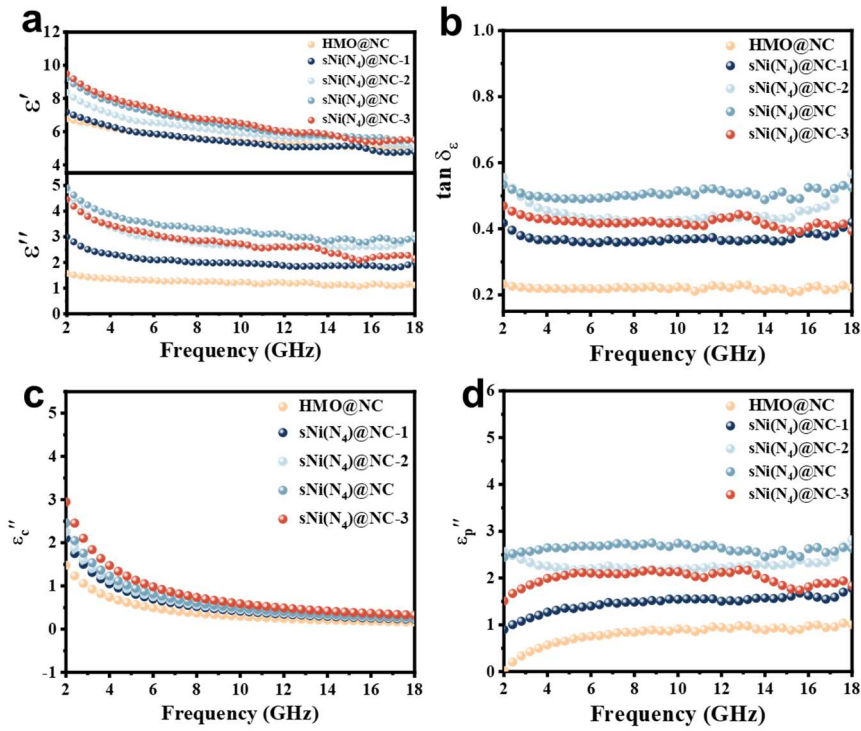 a
12
10
8
6
4
ε′
HMO@NC
sNi(N₄)@NC-1
sNi(N₄)@NC-2
sNi(N₄)@NC
sNi(N₄)@NC-3
5
4
3
2
1
0
ε″
2 4 6 8 10 12 14 16 18
Frequency (GHz)
b
1.0
0.8
0.6
0.4
0.2
tan δε
HMO@NC
sNi(N₄)@NC-1
sNi(N₄)@NC-2
sNi(N₄)@NC
sNi(N₄)@NC-3
2 4 6 8 10 12 14 16 18
Frequency (GHz)
c
5
4
3
2
1
0
-1
εc″
HMO@NC
sNi(N₄)@NC-1
sNi(N₄)@NC-2
sNi(N₄)@NC
sNi(N₄)@NC-3
2 4 6 8 10 12 14 16 18
Frequency (GHz)
d
6
5
4
3
2
1
0
εp″
HMO@NC
sNi(N₄)@NC-1
sNi(N₄)@NC-2
sNi(N₄)@NC
sNi(N₄)@NC-3
2 4 6 8 10 12 14 16 18
Frequency (GHz)